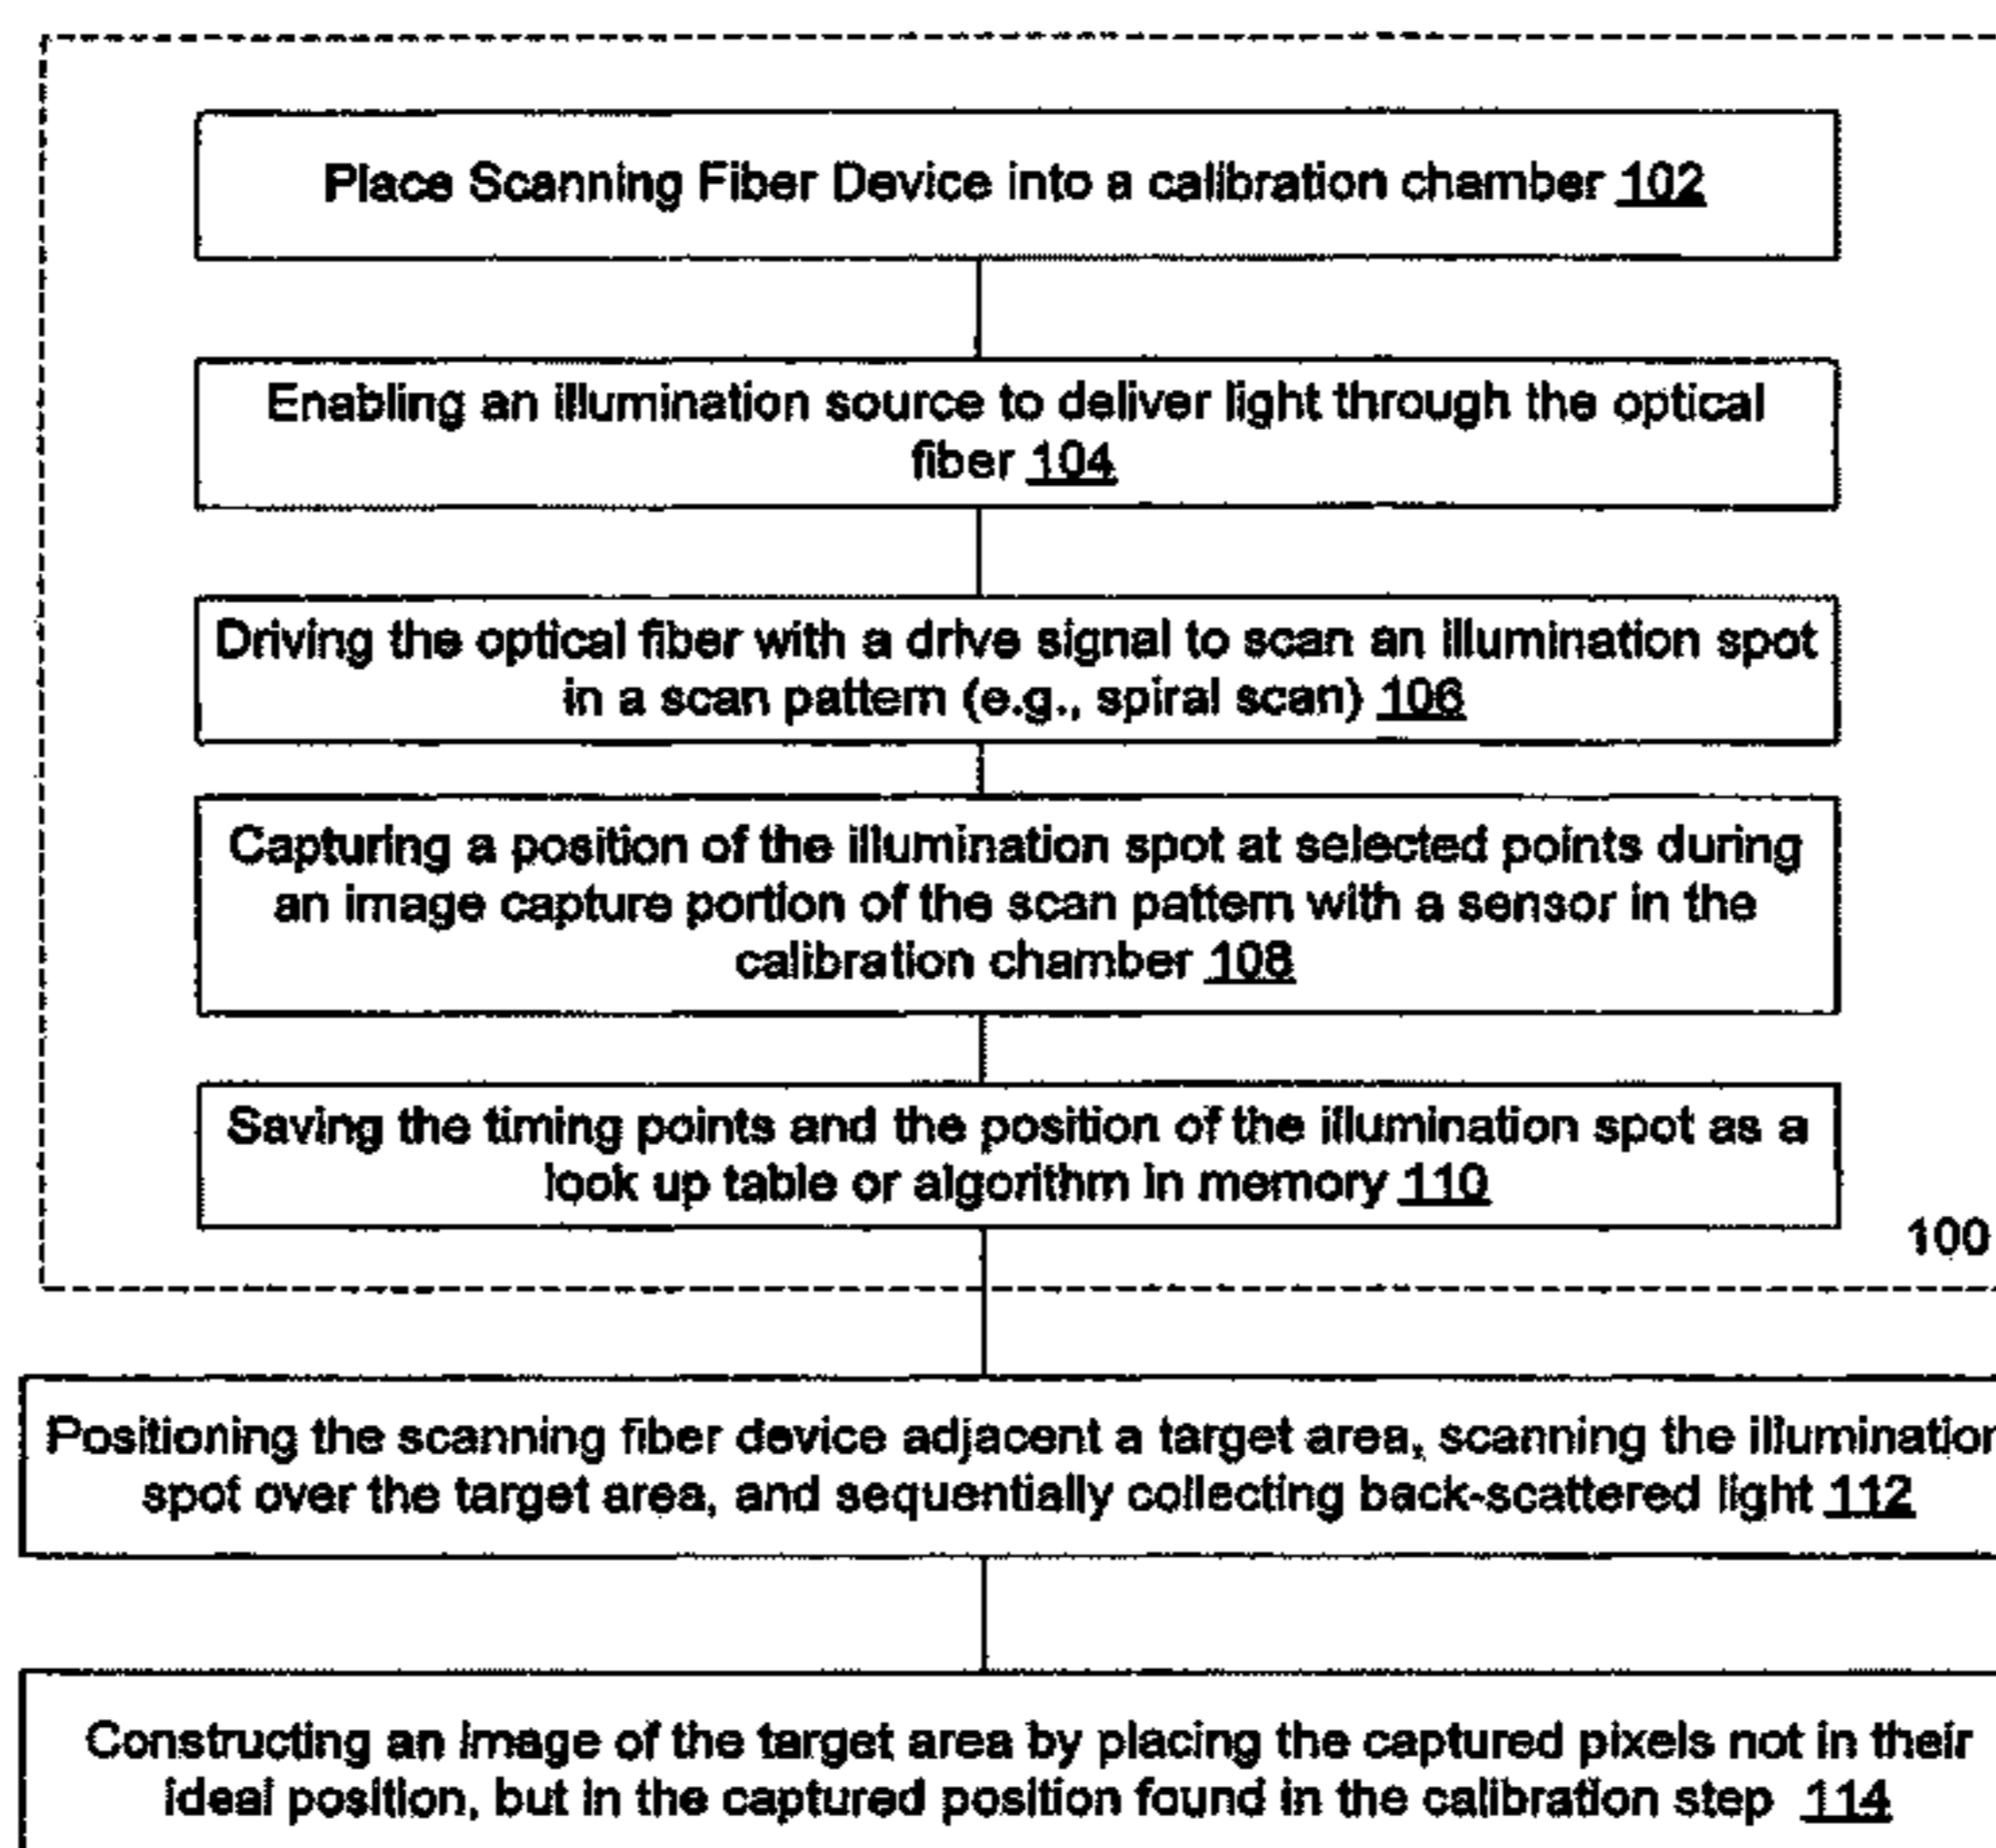 Place Scanning Fiber Device into a calibration chamber 102
Enabling an illumination source to deliver light through the optical
fiber 104
Driving the optical fiber with a drive signal to scan an illumination spot
in a scan pattern (e.g., spiral scan) 106
Capturing a position of the illumination spot at selected points during
an image capture portion of the scan pattern with a sensor in the
calibration chamber 108
Saving the timing points and the position of the illumination spot as a
look up table or algorithm in memory 110
100
Positioning the scanning fiber device adjacent a target area, scanning the illumination
spot over the target area, and sequentially collecting back-scattered light 112
Constructing an image of the target area by placing the captured pixels not in their
ideal position, but in the captured position found in the calibration step 114